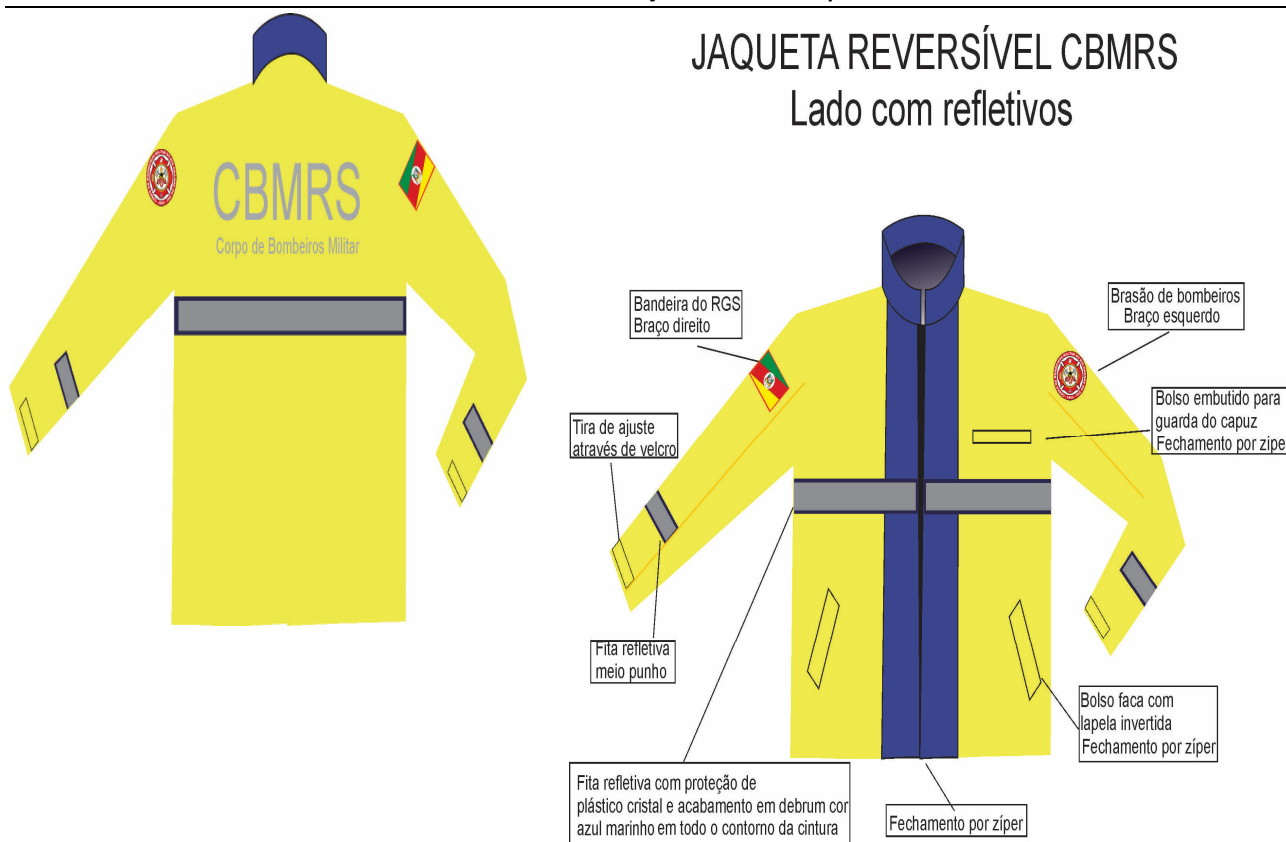 JAQUETA REVERSÍVEL CBMRS
Lado com refletivos
CBMRS
Corpo de Bombeiros Militar
Bandeira do RGS
Braço direito
Brasão de bombeiros
Braço esquerdo
Bolso embutido para
guarda do capuz
Fechamento por zípe
Tira de ajuste
através de velcro
Fita refletiva
meio punho
Bolso faca com
lapela invertida
Fechamento por zíper
Fita refletiva com proteção de
plástico cristal e acabamento em debrum cor
azul marinho em todo o contorno da cintura
Fechamento por zíper